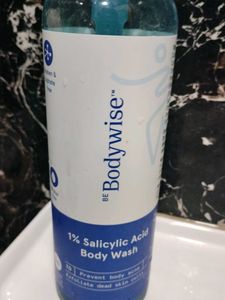 BE Bodywise™
1% Salicylic Acid
Body Wash
Prevent body acne
Exfoliate dead skin cells